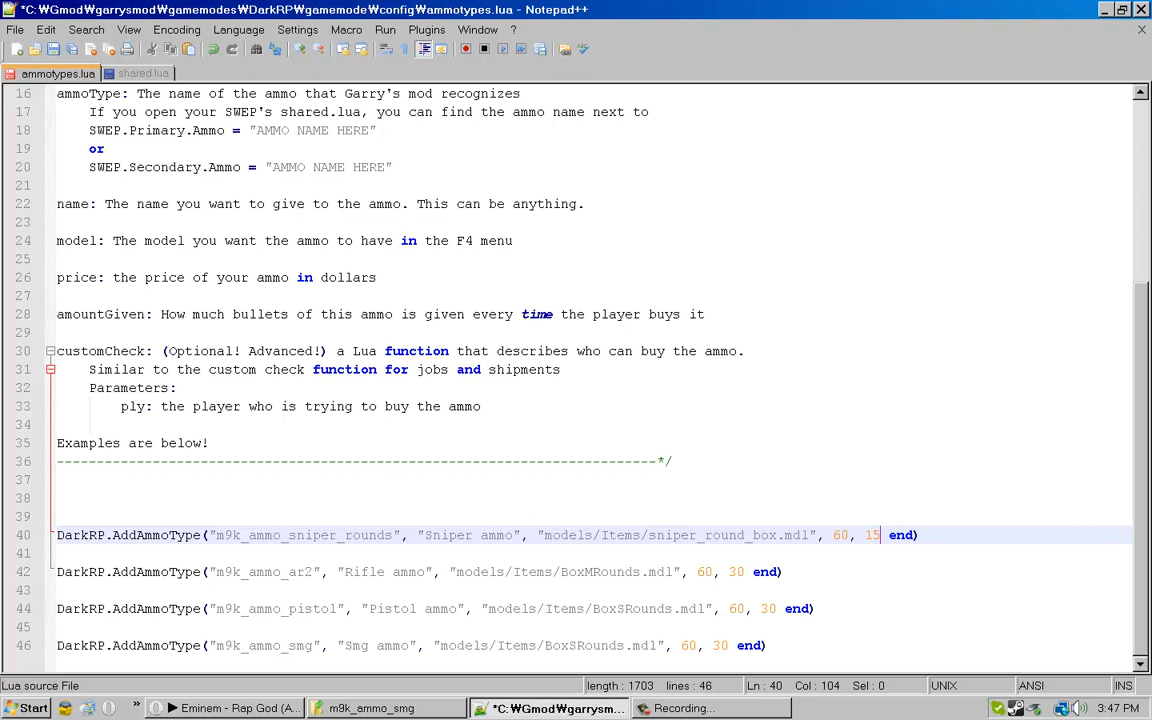 *C:₩Gmod₩garrysmod₩gamemodes₩DarkRP₩gamemode₩config₩ammotypes.lua - Notepad++
File Edit Search View Encoding Language Settings Macro Run Plugins Window ?
X
ammotypes.lua shared.lua
16 ammoType: The name of the ammo that Garry's mod recognizes
17 If you open your SWEP's shared.lua, you can find the ammo name next to
18 SWEP.Primary.Ammo = "AMMO NAME HERE"
19 or
20 SWEP.Secondary.Ammo = "AMMO NAME HERE"
21
22 name: The name you want to give to the ammo. This can be anything.
23
24 model: The model you want the ammo to have in the F4 menu
25
26 price: the price of your ammo in dollars
27
28 amountGiven: How much bullets of this ammo is given every time the player buys it
29
30 customCheck: (Optional! Advanced!) a Lua function that describes who can buy the ammo.
31 Similar to the custom check function for jobs and shipments
32 Parameters:
33 ply: the player who is trying to buy the ammo
34
35 Examples are below!
36 ---------------------------------------------------------------------------*/
37
38
39
40 DarkRP.AddAmmoType("m9k_ammo_sniper_rounds", "Sniper ammo", "models/Items/sniper_round_box.mdl", 60, 15 end)
41
42 DarkRP.AddAmmoType("m9k_ammo_ar2", "Rifle ammo", "models/Items/BoxMRounds.mdl", 60, 30 end)
43
44 DarkRP.AddAmmoType("m9k_ammo_pistol", "Pistol ammo", "models/Items/BoxSRounds.mdl", 60, 30 end)
45
46 DarkRP.AddAmmoType("m9k_ammo_smg", "Smg ammo", "models/Items/BoxSRounds.mdl", 60, 30 end)
Lua source File length : 1703 lines : 46 Ln : 40 Col : 104 Sel : 0 UNIX ANSI INS
Start » ▶ Eminem - Rap God (A... m9k_ammo_smg *C:₩Gmod₩garrysm... Recording... 3:47 PM